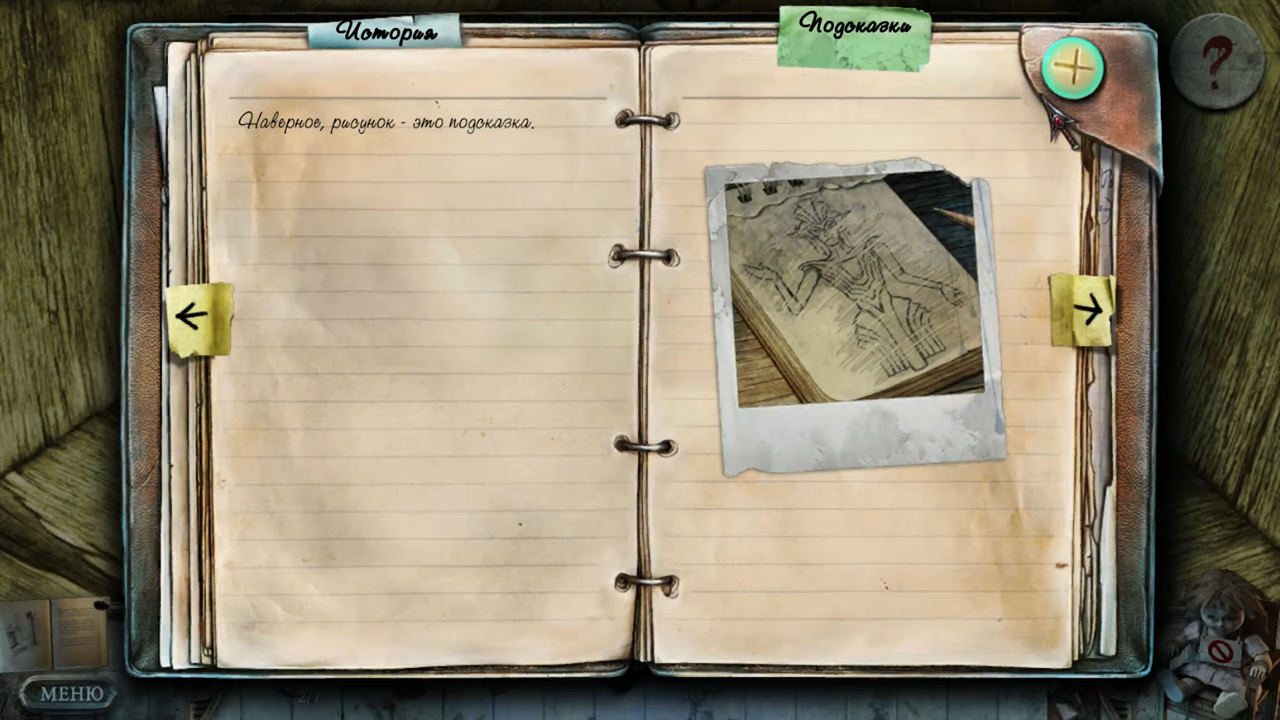 История
Подсказки
Наверное, рисунок - это подсказка.
?
МЕНЮ